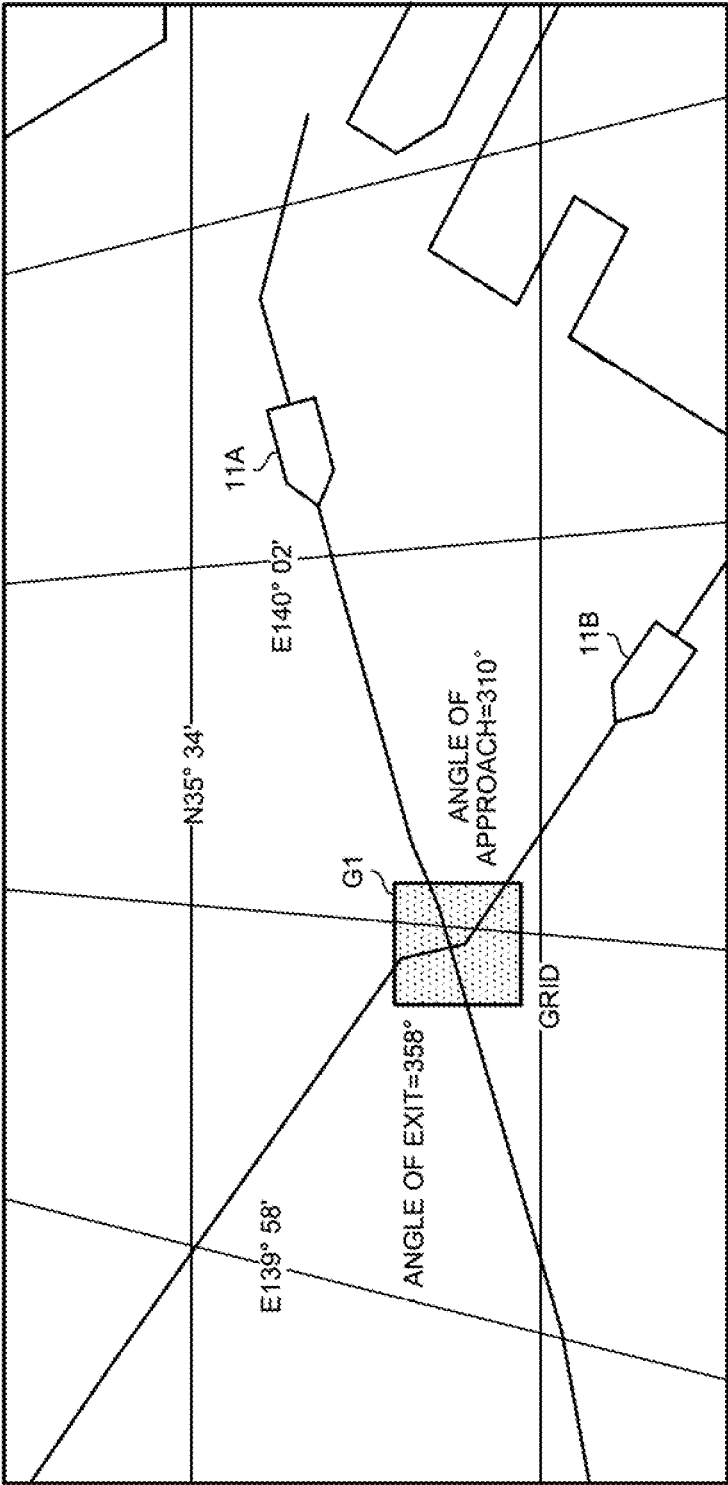 N35° 34'
11A
E139° 58'
E140° 02'
G1
ANGLE OF EXIT=358°
ANGLE OF
APPROACH=310°
GRID
11B